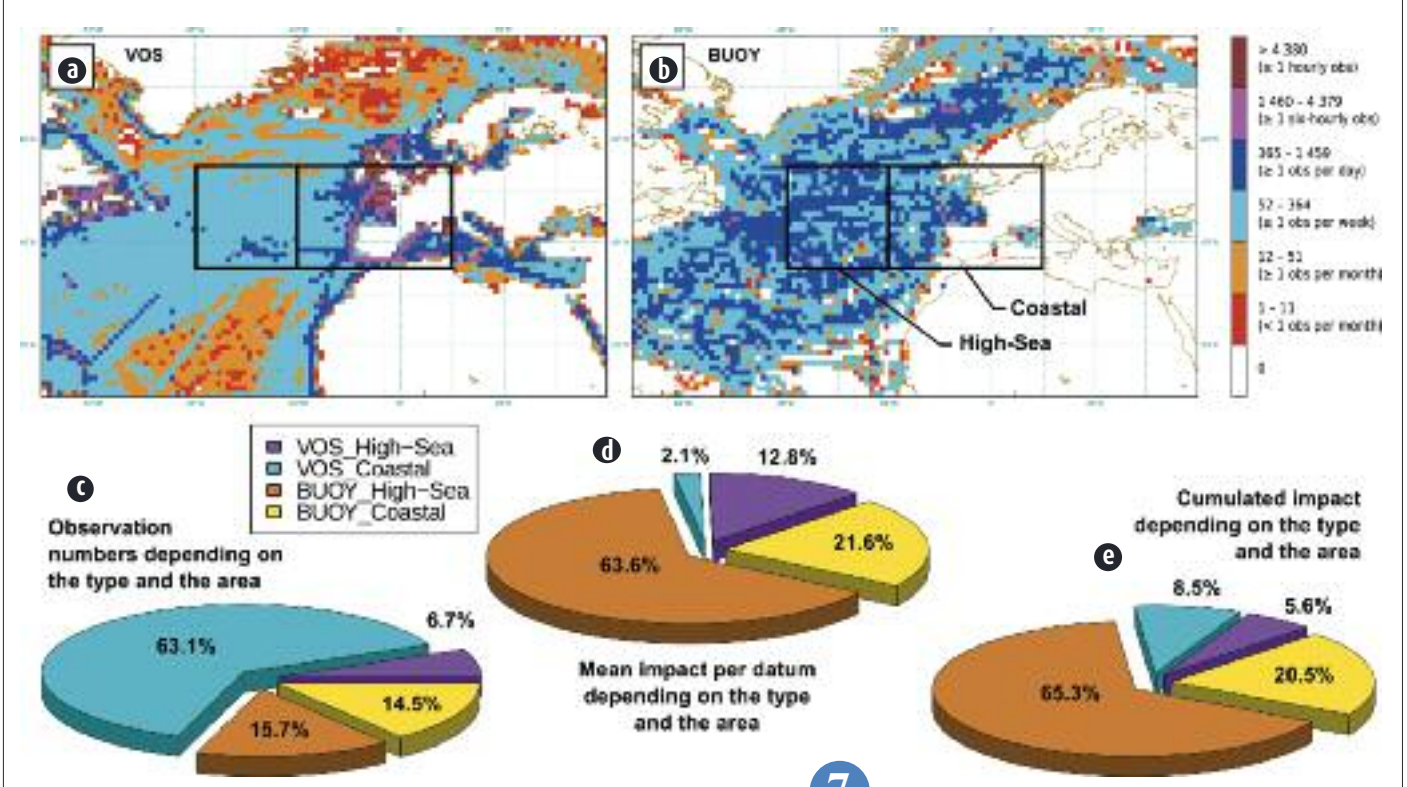 a
VOS
b
BUOY
> 4 380
(≥ 1 hourly obs)
1 460 - 4 379
(≥ 1 six-hourly obs)
365 - 1 459
(≥ 1 obs per day)
52 - 364
(≥ 1 obs per week)
12 - 51
(≥ 1 obs per month)
1 - 11
(< 1 obs per month)
0
Coastal
High-Sea
VOS_High-Sea
VOS_Coastal
BUOY_High-Sea
BUOY_Coastal
c
Observation
numbers depending on
the type and the area
63.1%
6.7%
14.5%
15.7%
d
2.1%
12.8%
21.6%
63.6%
Mean impact per datum
depending on the type
and the area
Cumulated impact
depending on the type
and the area
e
8.5%
5.6%
20.5%
65.3%
7